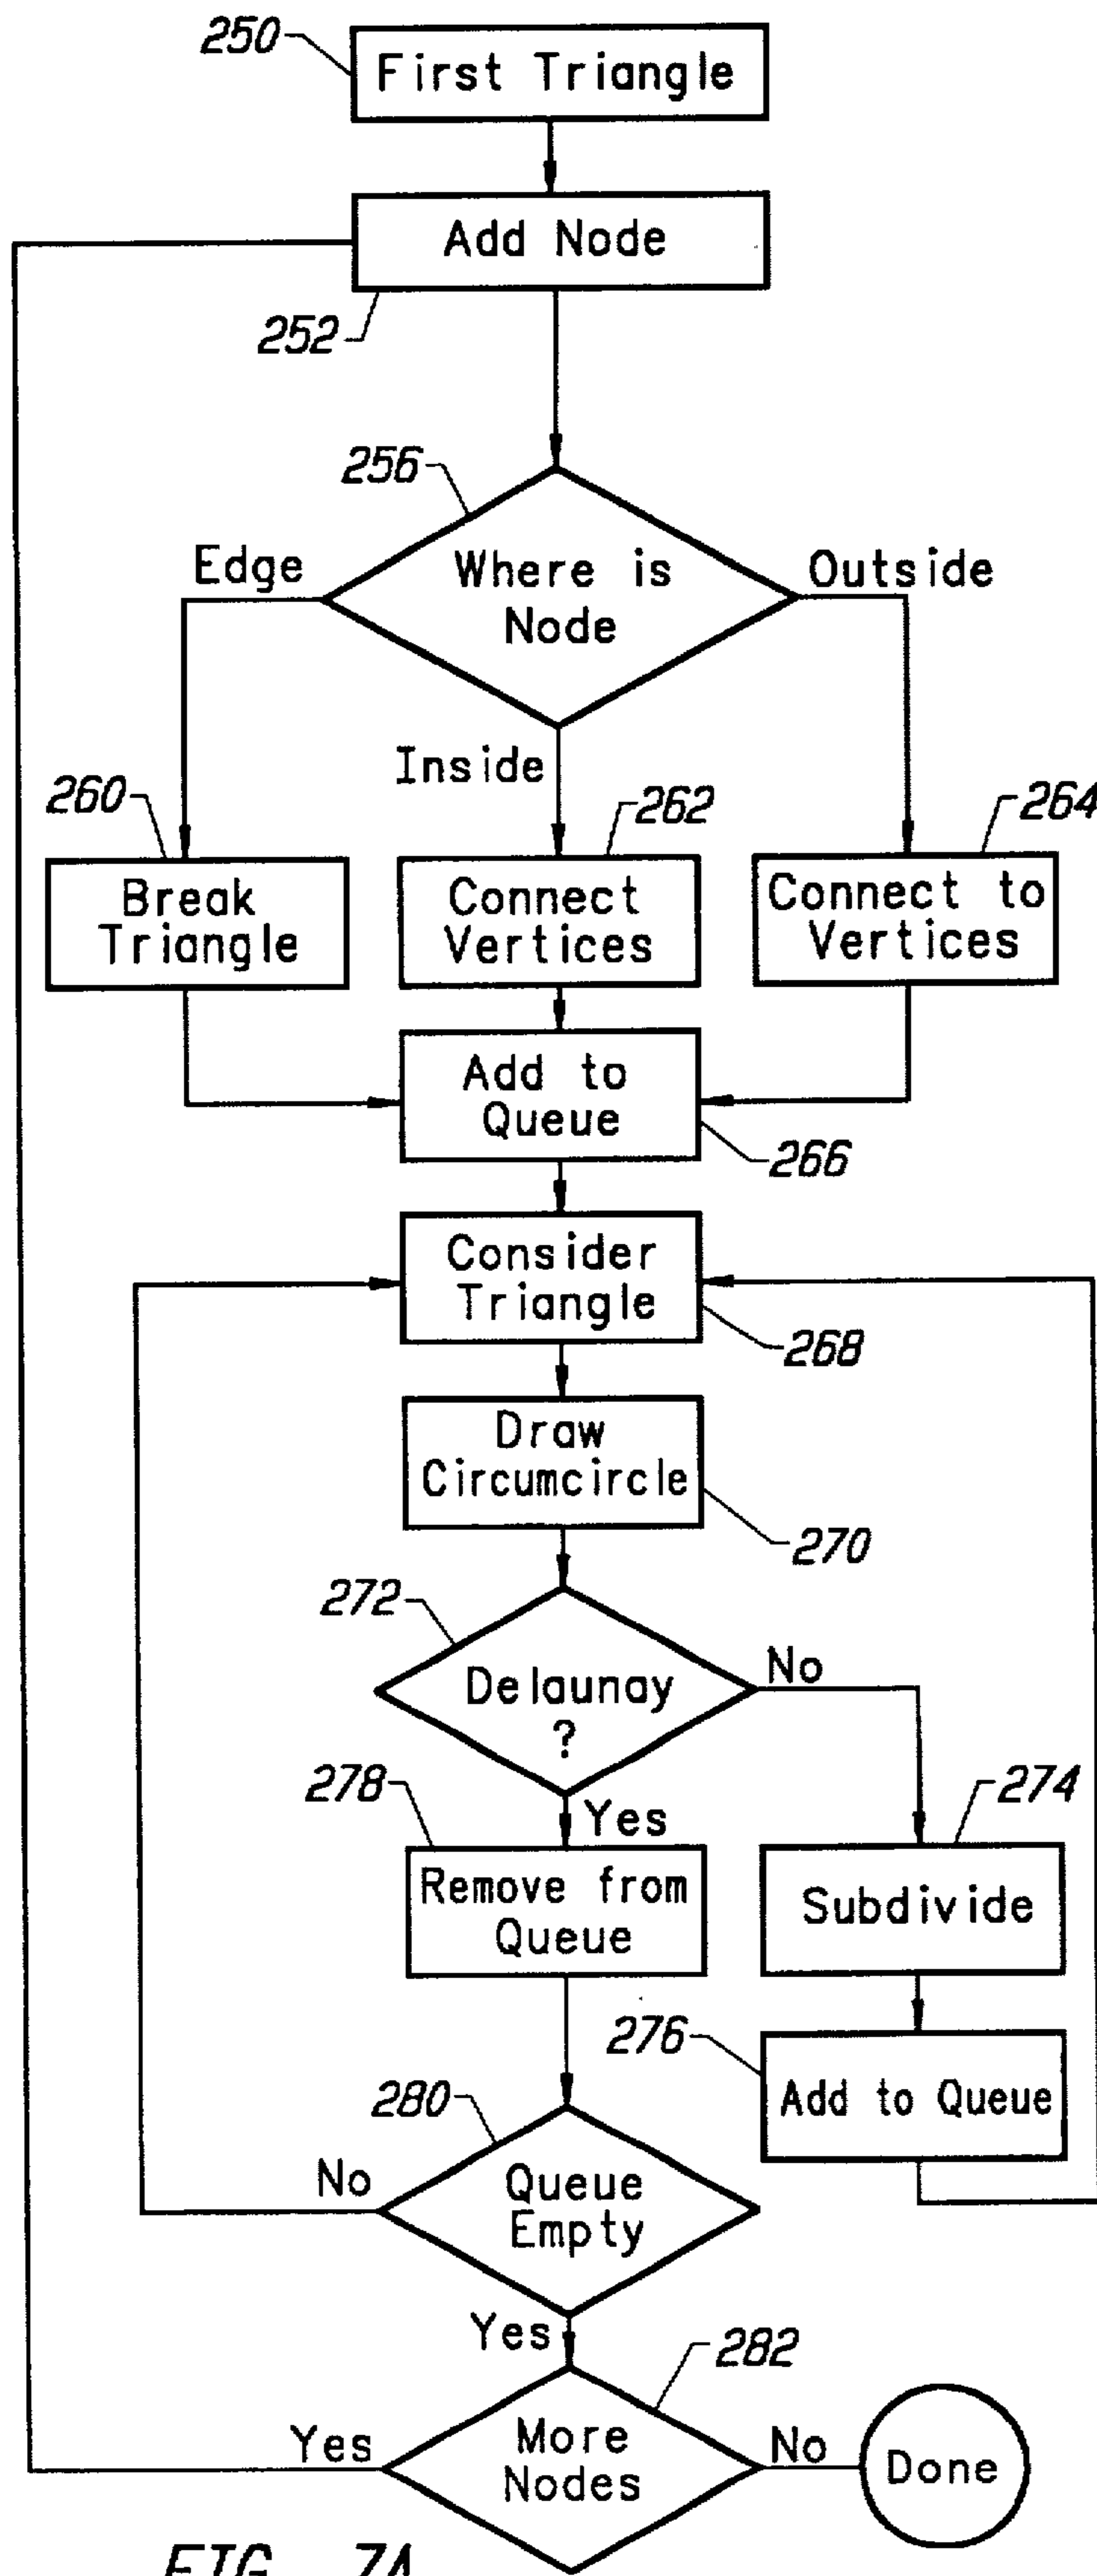 250
First Triangle
Add Node
252
256
Edge
Where is
Node
Outside
Inside
260
262
264
Break
Triangle
Connect
Vertices
Connect to
Vertices
Add to
Queue
266
Consider
Triangle
268
Draw
Circumcircle
270
272
Delaunay
?
No
278
Yes
274
Remove from
Queue
Subdivide
276
Add to Queue
280
No
Queue
Empty
Yes
282
Yes
More
Nodes
No
Done
FIG. 7A